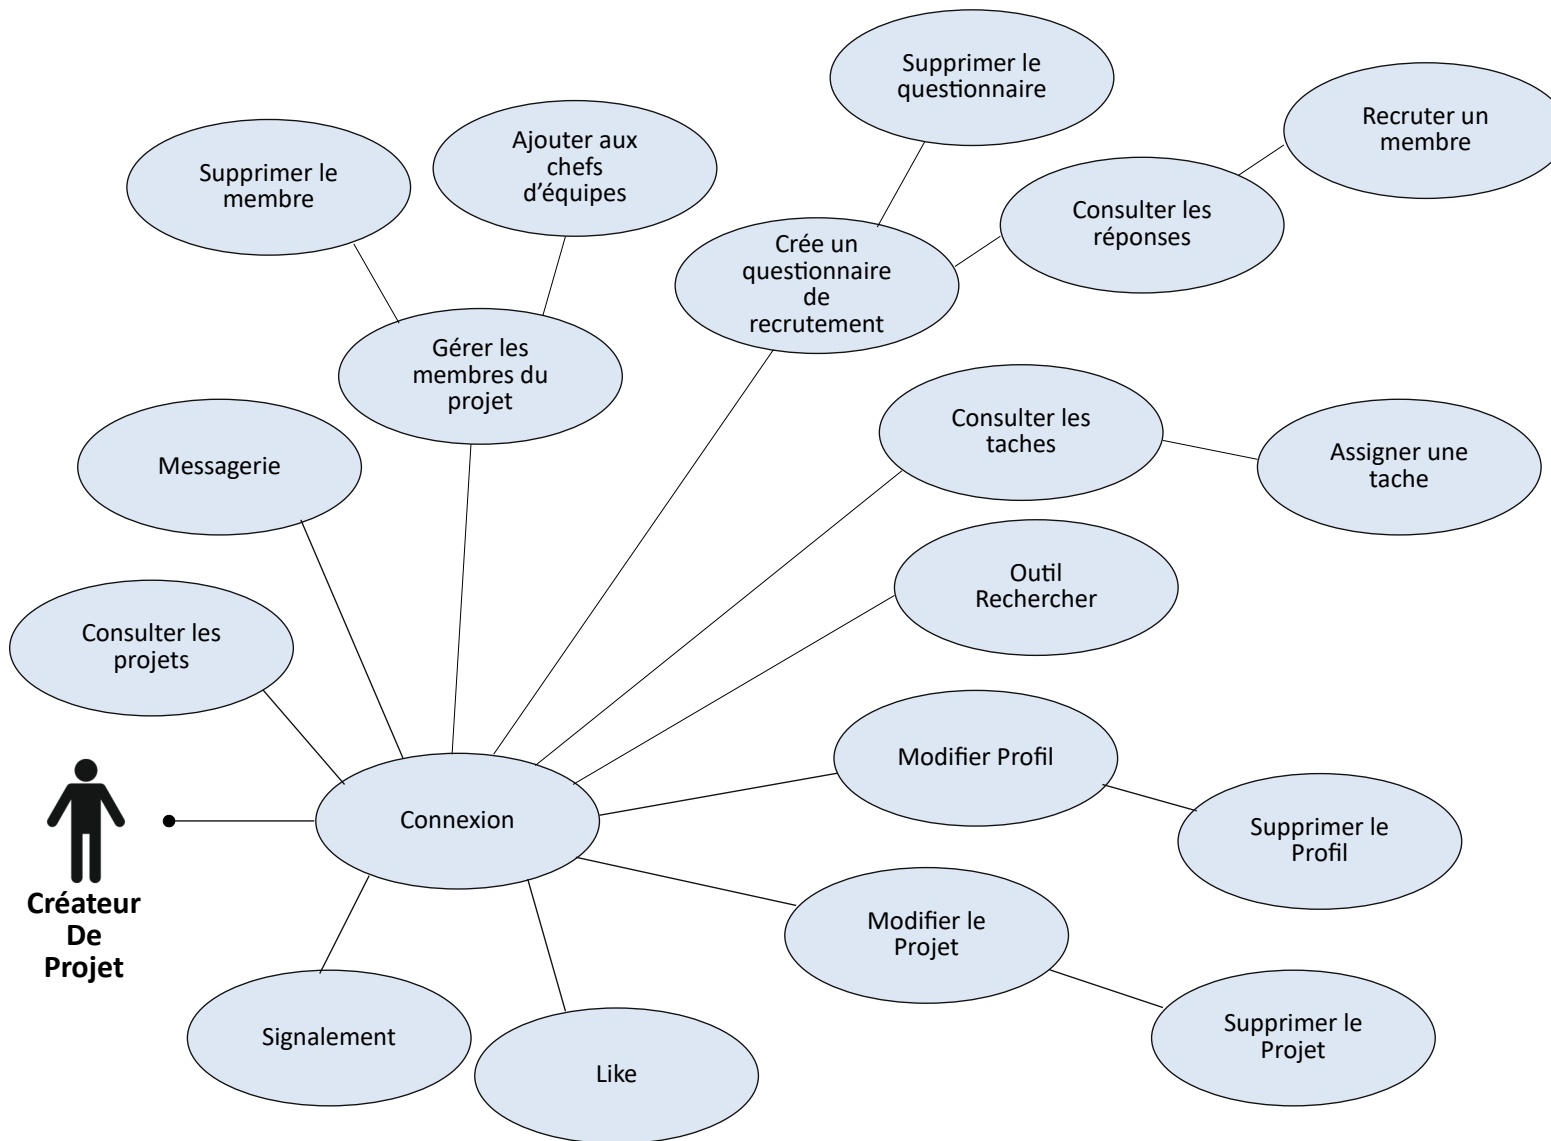 Supprimer le
questionnaire
Recruter un
membre
Ajouter aux
chefs
d’équipes
Supprimer le
membre
Consulter les
réponses
Crée un
questionnaire
de
recrutement
Gérer les
membres du
projet
Consulter les
taches
Assigner une
tache
Messagerie
Outil
Rechercher
Consulter les
projets
Modifier Profil
Connexion
Supprimer le
Profil
Créateur
De
Projet
Modifier le
Projet
Signalement
Like
Supprimer le
Projet